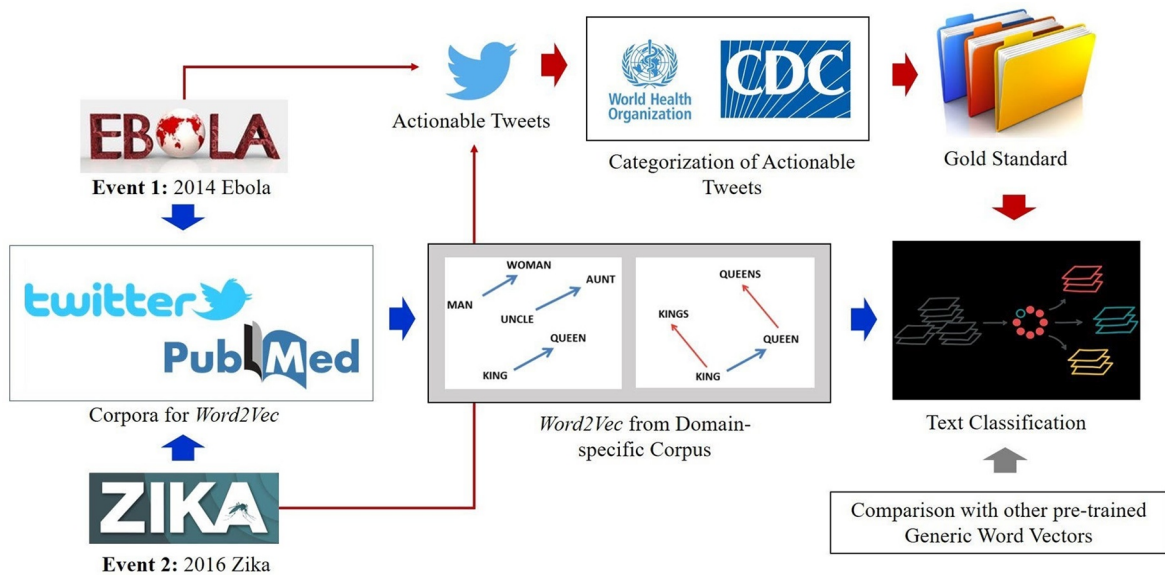 EBOLA
Event 1: 2014 Ebola
Actionable Tweets
World Health
Organization
CDC
Categorization of Actionable
Tweets
Gold Standard
twitter
PubMed
Corpora for Word2Vec
WOMAN
AUNT
MAN
UNCLE
QUEEN
KING
QUEENS
KINGS
QUEEN
KING
Word2Vec from Domain-
specific Corpus
Text Classification
ZIKA
Event 2: 2016 Zika
Comparison with other pre-trained
Generic Word Vectors